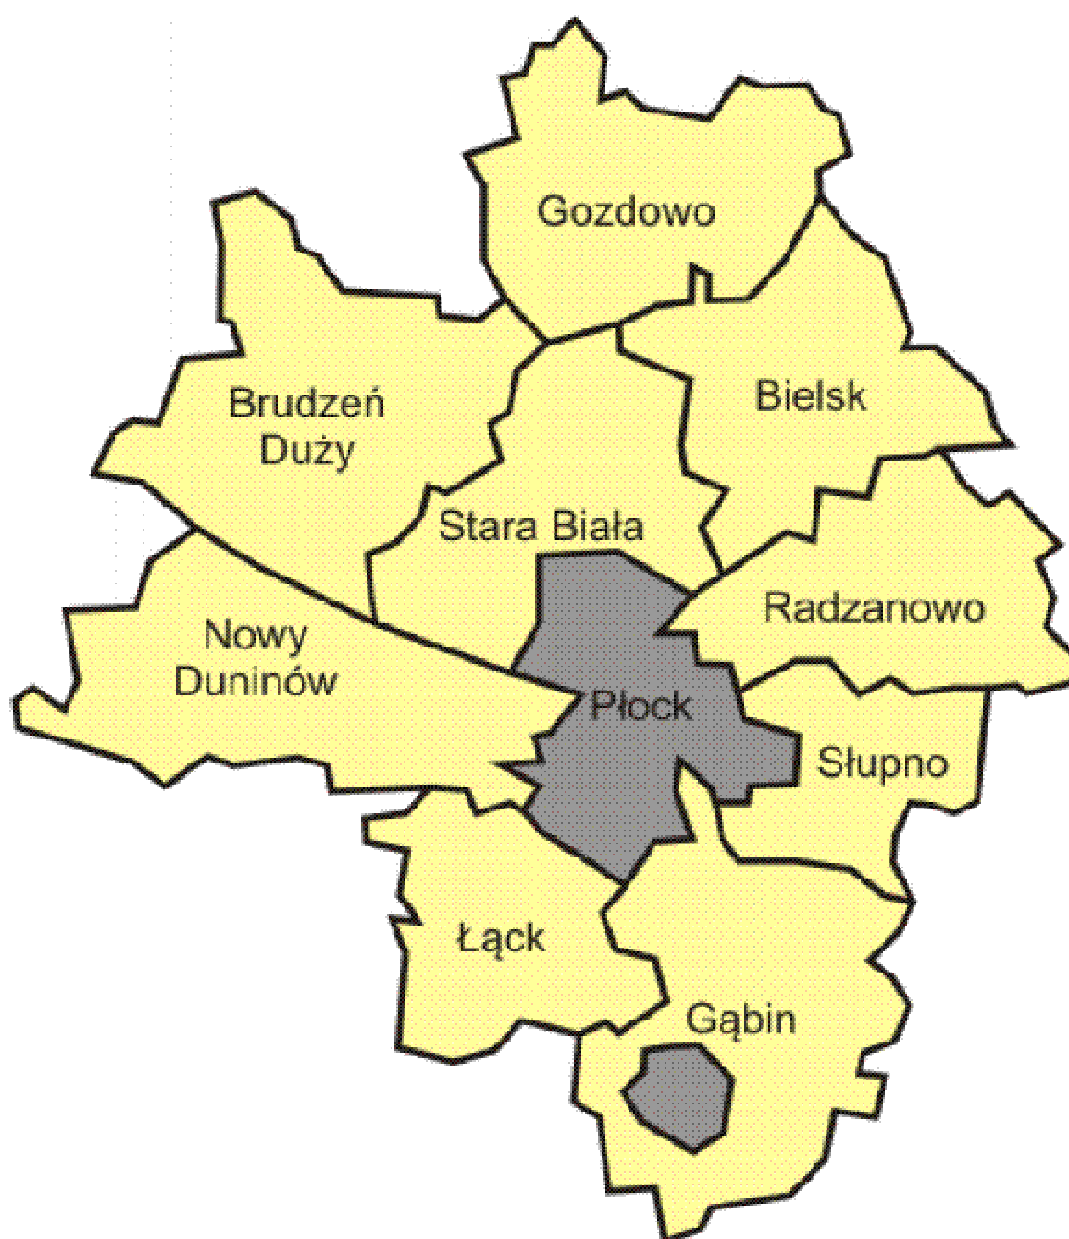 Gozdowo
Brudzeń
Duży
Bielsk
Stara Biała
Radzanowo
Nowy
Duninów
Płock
Słupno
Łąck
Gąbin